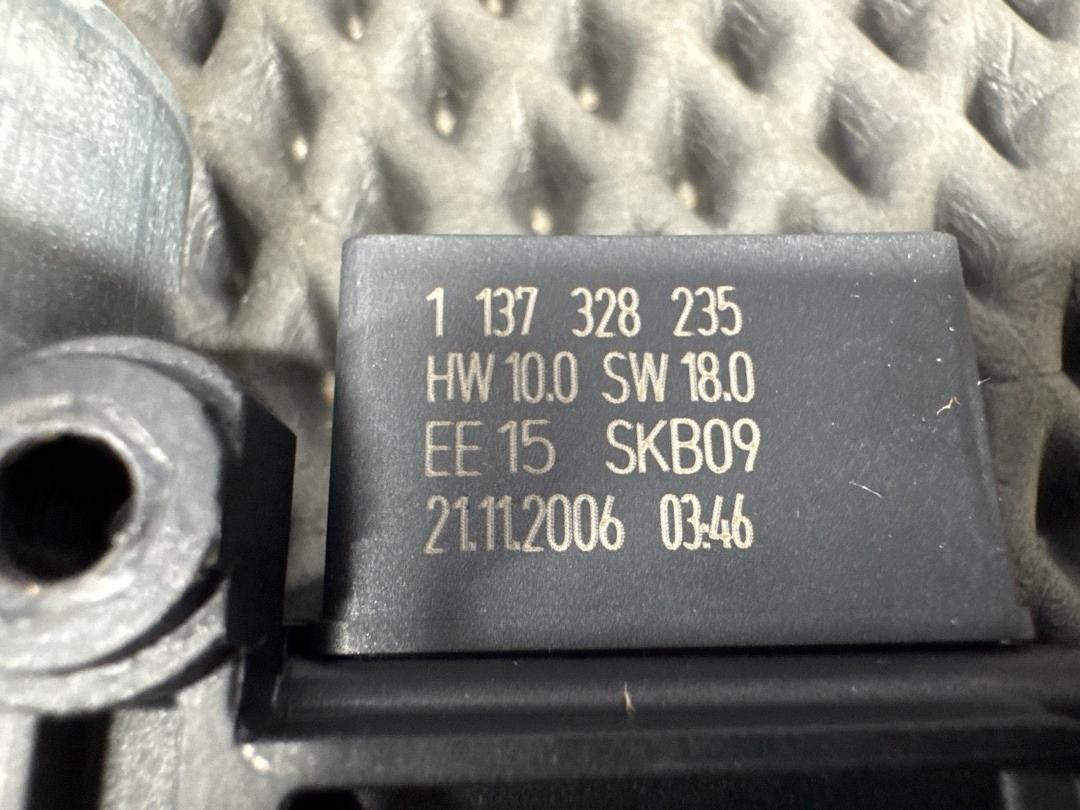 1 137 328 235
HW 10.0 SW 18.0
EE 15 SKB09
21.11.2006 03:46